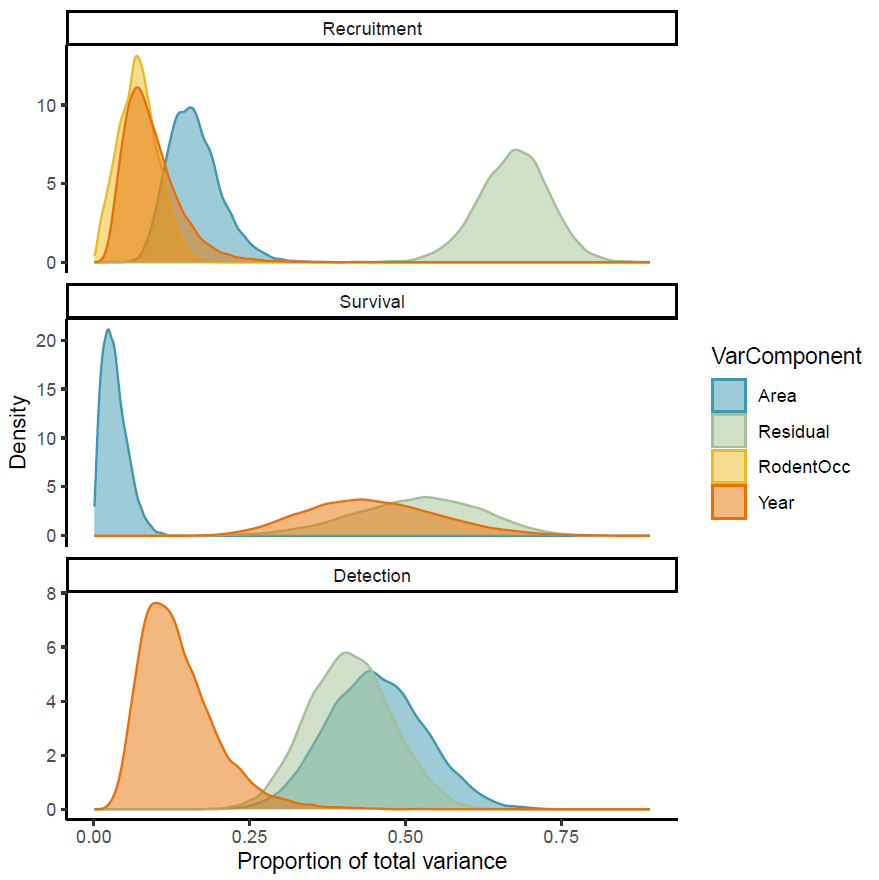 Recruitment
10
5
0
Survival
20
15
10
5
0
Density
Detection
8
6
4
2
0
0.00 0.25 0.50 0.75
Proportion of total variance
VarComponent
Area
Residual
RodentOcc
Year